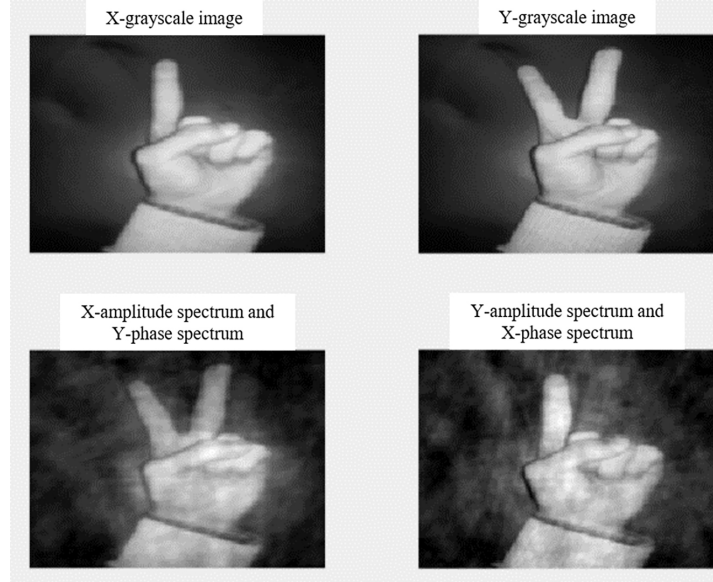 X-grayscale image
Y-grayscale image
X-amplitude spectrum and
Y-phase spectrum
Y-amplitude spectrum and
X-phase spectrum